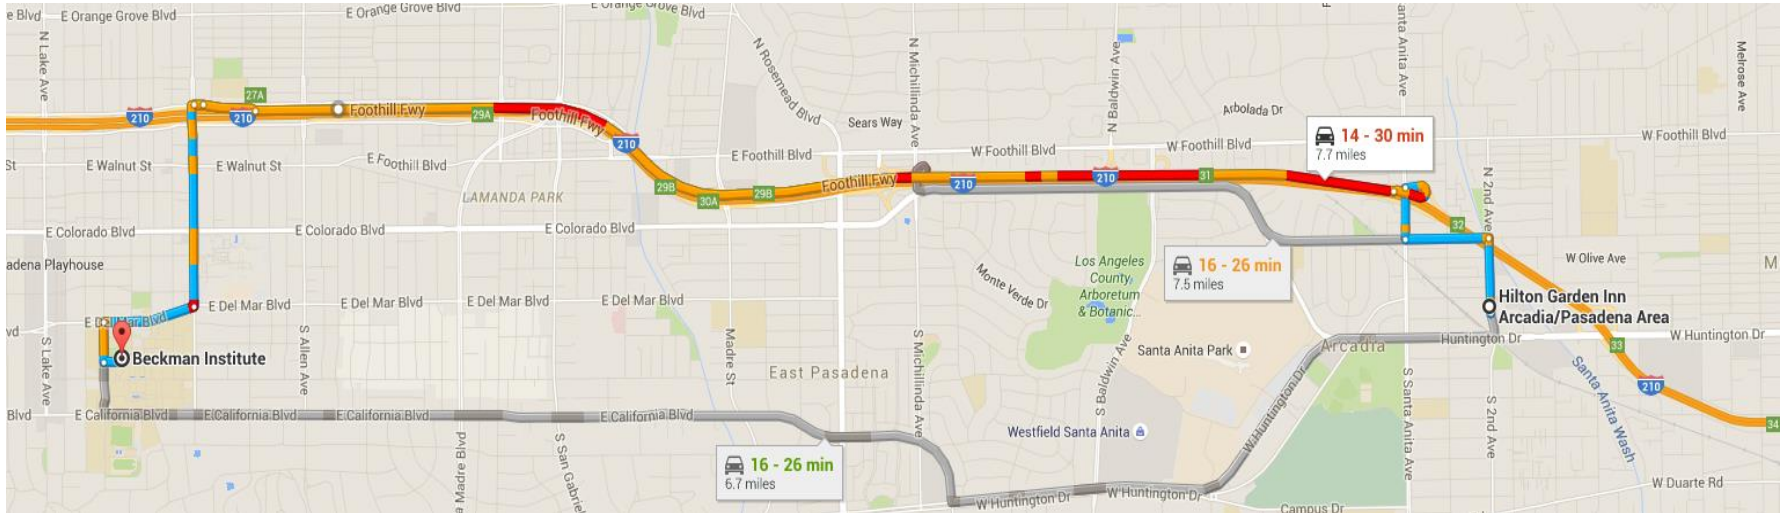 e Blvd
E Orange Grove Blvd
E Orange Grove Blvd
E Orange Grove Blvd
N Lake Ave
N Rosemead Blvd
N Michillinda Ave
N Baldwin Ave
anta Anita Ave
Melrose Ave
27A
210
210
Foothill Fwy
29A
Foothill Fwy
210
Sears Way
Arbolada Dr
14 - 30 min
7.7 miles
W Foothill Blvd
W Foothill Blvd
W Foothill Blvd
St
E Walnut St
E Walnut St
E Foothill Blvd
E Foothill Blvd
LAMANDA PARK
29B
30A
29B
Foothill Fwy
210
210
31
N 2nd Ave
32
E Colorado Blvd
E Colorado Blvd
E Colorado Blvd
adena Playhouse
Los Angeles
County
Arboretum
& Botanic...
Monte Verde Dr
16 - 26 min
7.5 miles
W Olive Ave
M
Hilton Garden Inn
Arcadia/Pasadena Area
E Del Mar Blvd
E Del Mar Blvd
E Del Mar Blvd
E Del Mar Blvd
vd
Beckman Institute
S Lake Ave
S Allen Ave
Madre St
S Michillinda Ave
S Baldwin Ave
East Pasadena
Santa Anita Park
Arcadia
Huntington Dr
W Huntington Dr
33
210
Santa Anita Wash
S Santa Anita Ave
S 2nd Ave
Blvd
E California Blvd
E California Blvd
E California Blvd
E California Blvd
Madre Blvd
S San Gabriel
Westfield Santa Anita
W Huntington Dr
34
16 - 26 min
6.7 miles
W Huntington Dr
W Huntington Dr
Campus Dr
W Duarte Rd